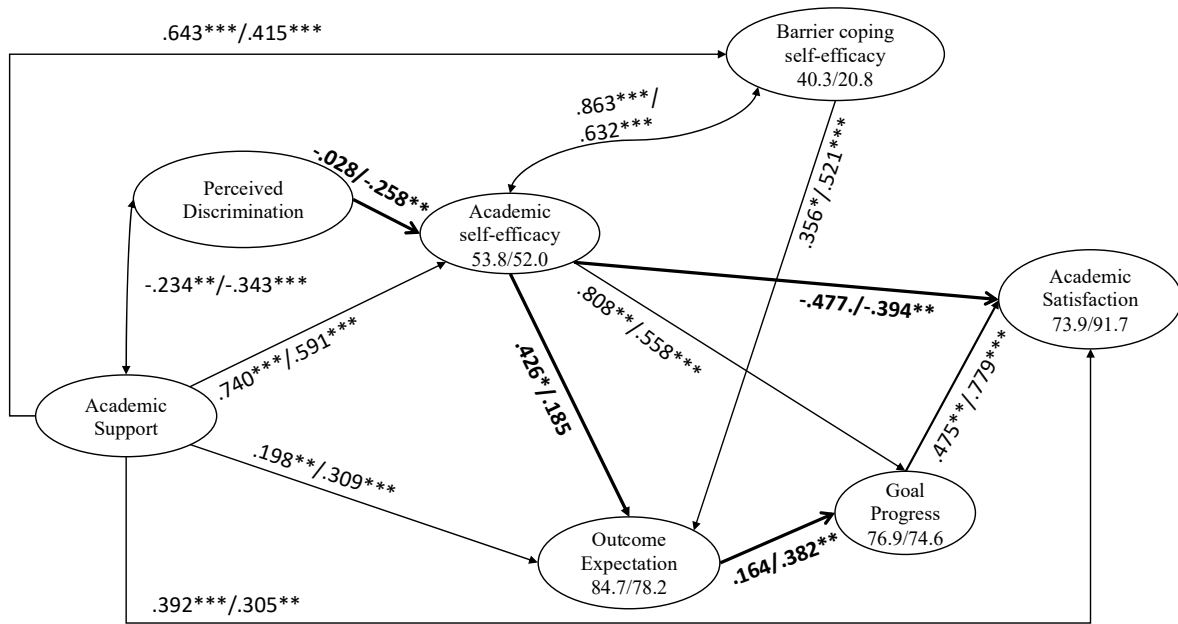 .643***/.415***
Barrier coping
self-efficacy
40.3/20.8
.863***/
.632***
-.028/-.258**
.356*/.521***
Perceived
Discrimination
Academic
self-efficacy
53.8/52.0
Academic
Satisfaction
73.9/91.7
-.234**/-.343***
-.477./-.394**
.808**/.558***
.740***/.591***
.426*/.185
.475**/.779***
Academic
Support
.198**/.309***
Goal
Progress
76.9/74.6
Outcome
Expectation
84.7/78.2
.164/.382**
.392***/.305**